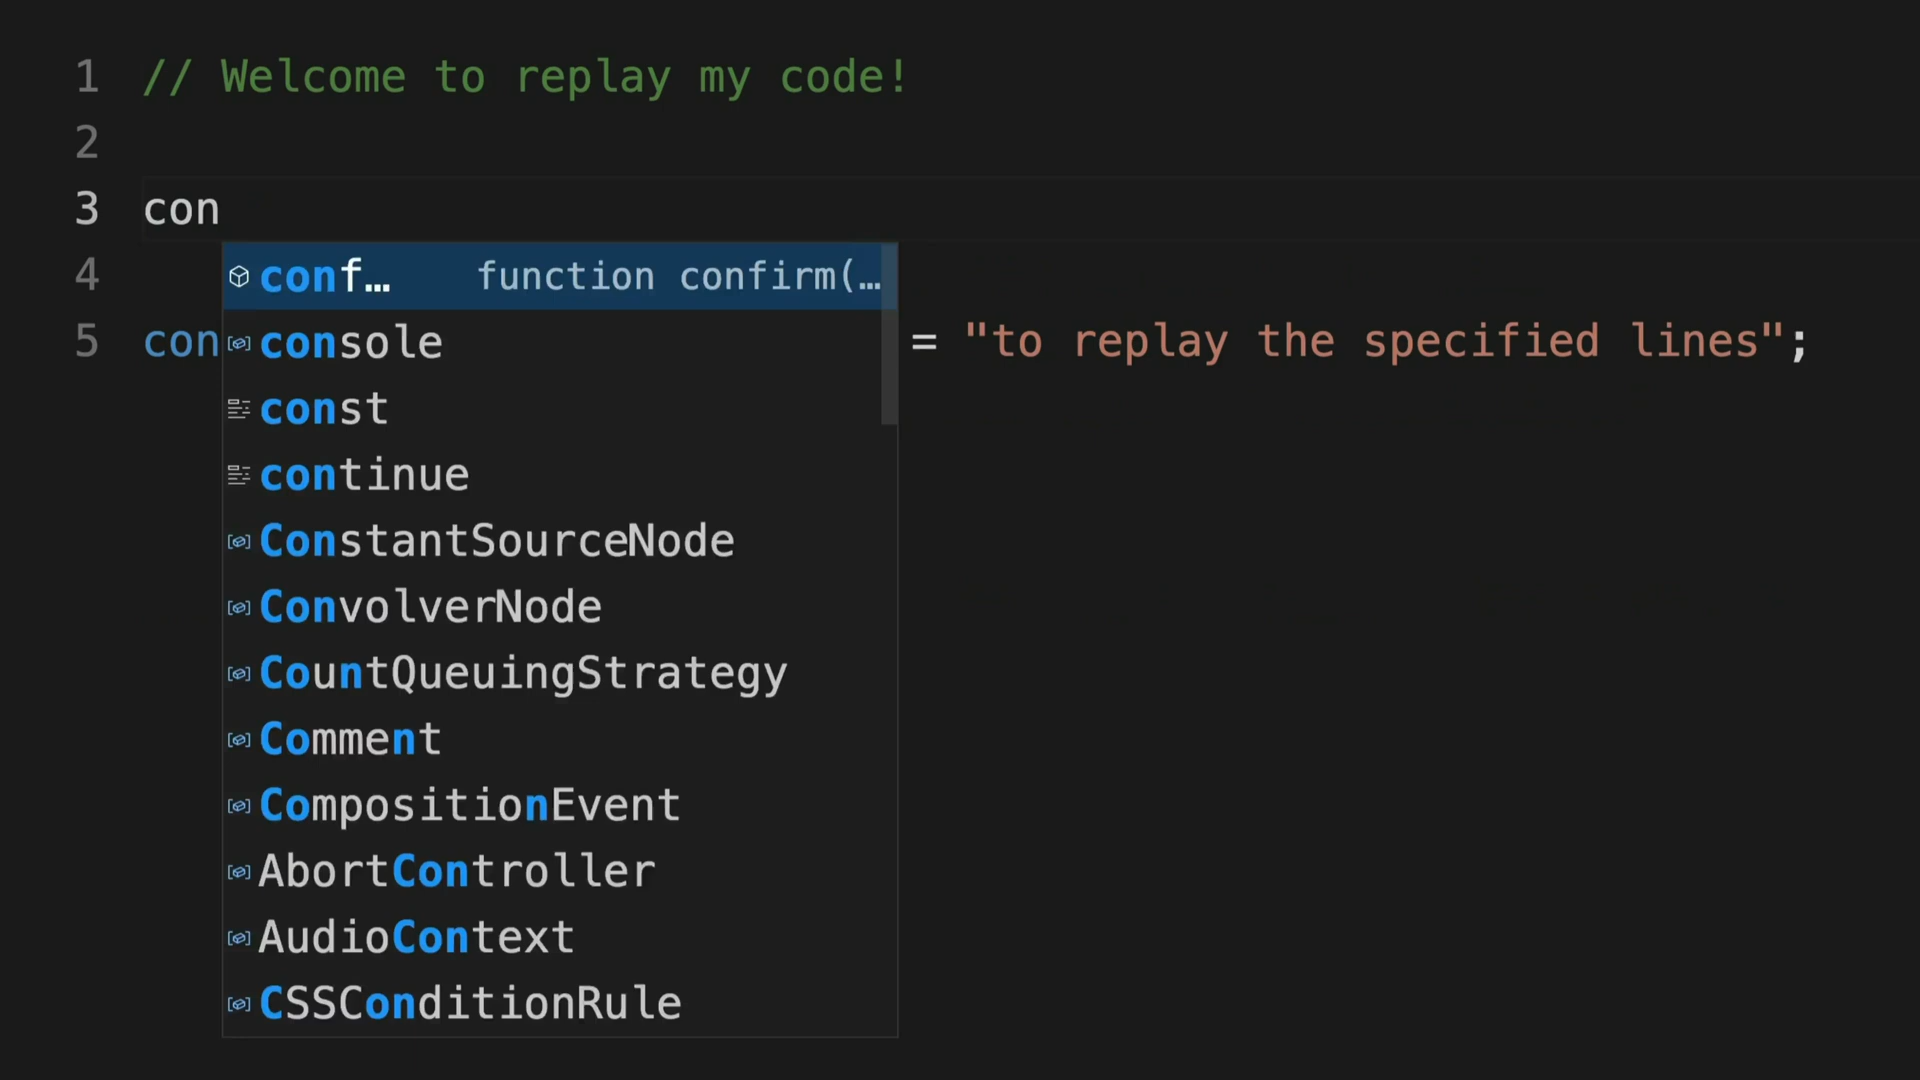 1 // Welcome to replay my code!
2
3 con
4 conf… function confirm(…
5 con console = "to replay the specified lines";
const
continue
ConstantSourceNode
ConvolverNode
CountQueuingStrategy
Comment
CompositionEvent
AbortController
AudioContext
CSSConditionRule